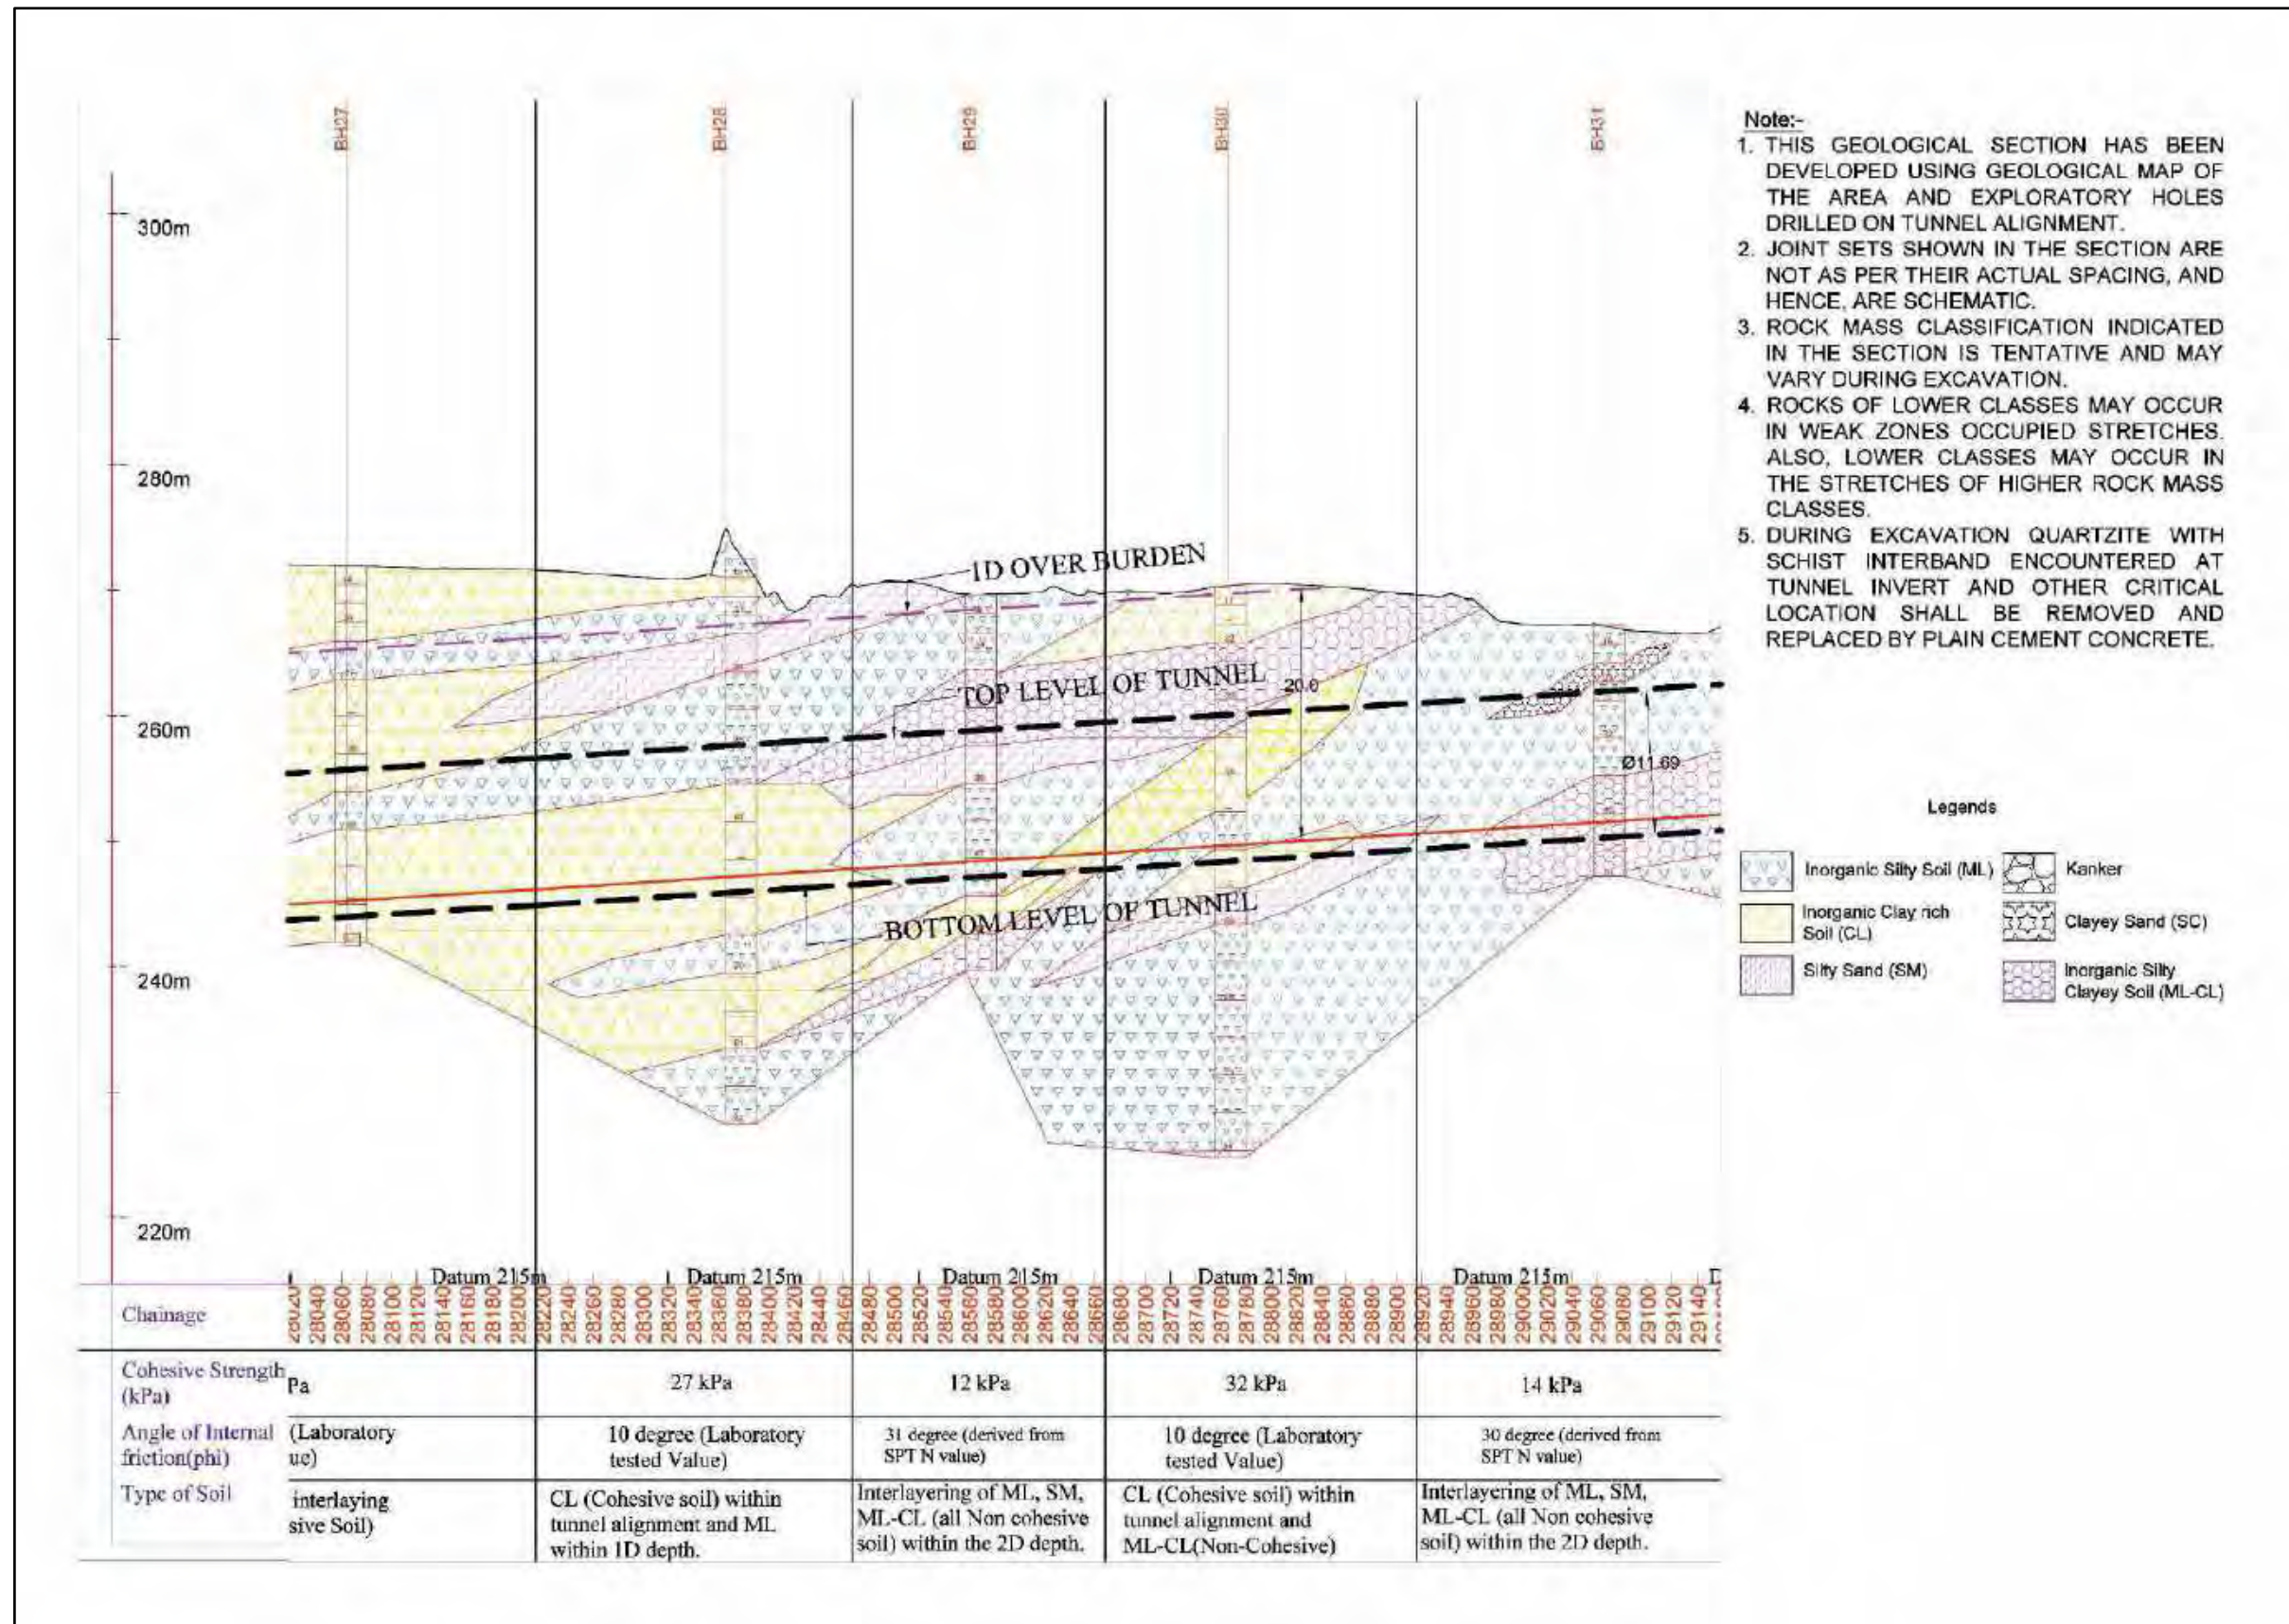 BH27
BH28
BH29
BH30
BH31
300m
280m
260m
240m
220m
1D OVER BURDEN
TOP LEVEL OF TUNNEL
20.0
Ø11.69
BOTTOM LEVEL OF TUNNEL
Note:-
1. THIS GEOLOGICAL SECTION HAS BEEN
DEVELOPED USING GEOLOGICAL MAP OF
THE AREA AND EXPLORATORY HOLES
DRILLED ON TUNNEL ALIGNMENT.
2. JOINT SETS SHOWN IN THE SECTION ARE
NOT AS PER THEIR ACTUAL SPACING, AND
HENCE, ARE SCHEMATIC.
3. ROCK MASS CLASSIFICATION INDICATED
IN THE SECTION IS TENTATIVE AND MAY
VARY DURING EXCAVATION.
4. ROCKS OF LOWER CLASSES MAY OCCUR
IN WEAK ZONES OCCUPIED STRETCHES.
ALSO, LOWER CLASSES MAY OCCUR IN
THE STRETCHES OF HIGHER ROCK MASS
CLASSES.
5. DURING EXCAVATION QUARTZITE WITH
SCHIST INTERBAND ENCOUNTERED AT
TUNNEL INVERT AND OTHER CRITICAL
LOCATION SHALL BE REMOVED AND
REPLACED BY PLAIN CEMENT CONCRETE.
Legends
Inorganic Silty Soil (ML)
Kanker
Inorganic Clay rich
Soil (CL)
Clayey Sand (SC)
Silty Sand (SM)
Inorganic Silty
Clayey Soil (ML-CL)
Datum 215m Datum 215m Datum 215m Datum 215m Datum 215m D
Chainage
28020 28040 28060 28080 28100 28120 28140 28160 28180 28200 28220 28240 28260 28280 28300 28320 28340 28360 28380 28400 28420 28440 28460 28480 28500 28520 28540 28560 28580 28600 28620 28640 28660 28680 28700 28720 28740 28760 28780 28800 28820 28840 28860 28880 28900 28920 28940 28960 28980 29000 29020 29040 29060 29080 29100 29120 29140
Cohesive Strength
(kPa)
Pa
27 kPa
12 kPa
32 kPa
14 kPa
Angle of Internal
friction(phi)
(Laboratory
ue)
10 degree (Laboratory
tested Value)
31 degree (derived from
SPT N value)
10 degree (Laboratory
tested Value)
30 degree (derived from
SPT N value)
Type of Soil
interlaying
sive Soil)
CL (Cohesive soil) within
tunnel alignment and ML
within 1D depth.
Interlayering of ML, SM,
ML-CL (all Non cohesive
soil) within the 2D depth.
CL (Cohesive soil) within
tunnel alignment and
ML-CL(Non-Cohesive)
Interlayering of ML, SM,
ML-CL (all Non cohesive
soil) within the 2D depth.